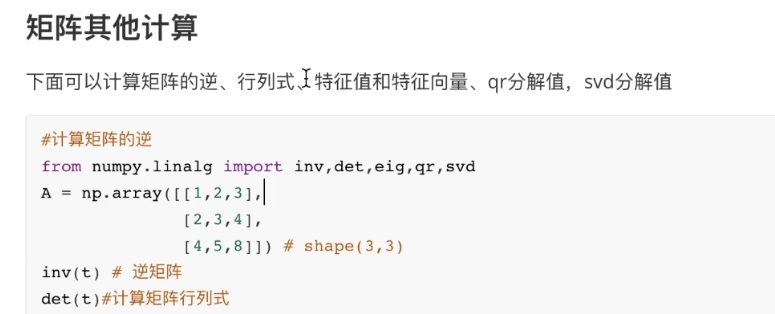 矩阵其他计算
下面可以计算矩阵的逆、行列式、特征值和特征向量、qr分解值，svd分解值
#计算矩阵的逆
from numpy.linalg import inv,det,eig,qr,svd
A = np.array([[1,2,3],
[2,3,4],
[4,5,8]]) # shape(3,3)
inv(t) # 逆矩阵
det(t)#计算矩阵行列式